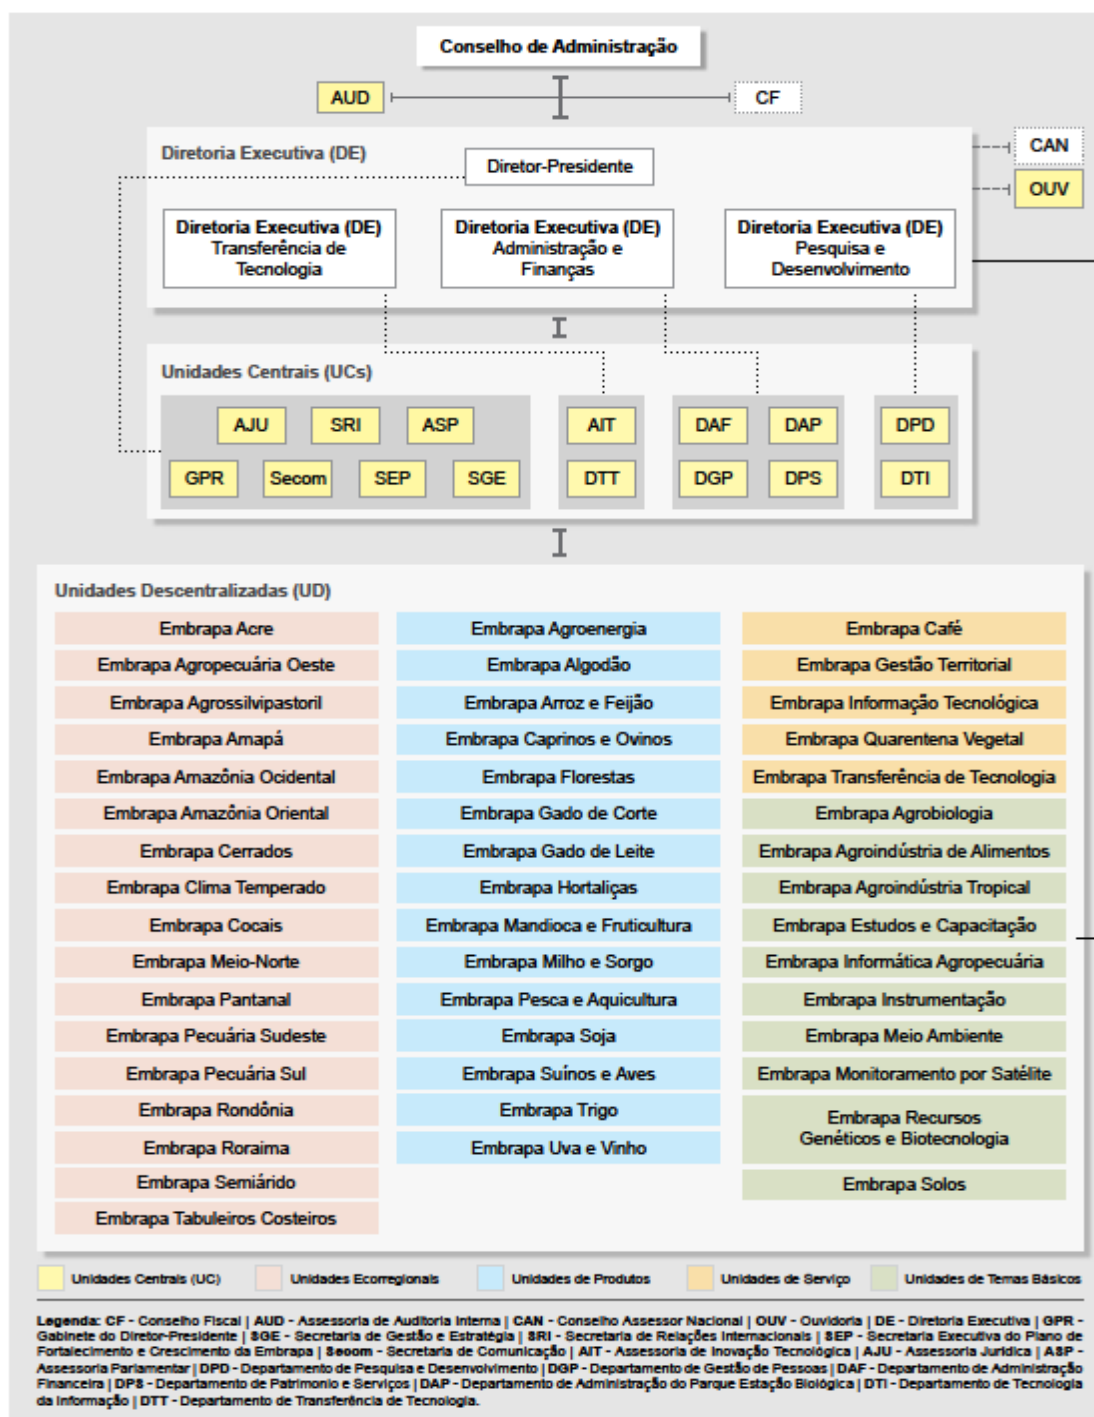 Conselho de Administração
AUD
CF
Diretoria Executiva (DE)
Diretor-Presidente
CAN
OUV
Diretoria Executiva (DE)
Transferência de
Tecnologia
Diretoria Executiva (DE)
Administração e
Finanças
Diretoria Executiva (DE)
Pesquisa e
Desenvolvimento
Unidades Centrais (UCs)
AJU
SRI
ASP
AIT
DAF
DAP
DPD
GPR
Secom
SEP
SGE
DTT
DGP
DPS
DTI
Unidades Descentralizadas (UD)
Embrapa Acre
Embrapa Agropecuária Oeste
Embrapa Agrossilvipastoril
Embrapa Amapá
Embrapa Amazônia Ocidental
Embrapa Amazônia Oriental
Embrapa Cerrados
Embrapa Clima Temperado
Embrapa Cocais
Embrapa Meio-Norte
Embrapa Pantanal
Embrapa Pecuária Sudeste
Embrapa Pecuária Sul
Embrapa Rondônia
Embrapa Roraima
Embrapa Semiárido
Embrapa Tabuleiros Costeiros
Embrapa Agroenergia
Embrapa Algodão
Embrapa Arroz e Feijão
Embrapa Caprinos e Ovinos
Embrapa Florestas
Embrapa Gado de Corte
Embrapa Gado de Leite
Embrapa Hortaliças
Embrapa Mandioca e Fruticultura
Embrapa Milho e Sorgo
Embrapa Pesca e Aquicultura
Embrapa Soja
Embrapa Suínos e Aves
Embrapa Trigo
Embrapa Uva e Vinho
Embrapa Café
Embrapa Gestão Territorial
Embrapa Informação Tecnológica
Embrapa Quarentena Vegetal
Embrapa Transferência de Tecnologia
Embrapa Agrobiologia
Embrapa Agroindústria de Alimentos
Embrapa Agroindústria Tropical
Embrapa Estudos e Capacitação
Embrapa Informática Agropecuária
Embrapa Instrumentação
Embrapa Meio Ambiente
Embrapa Monitoramento por Satélite
Embrapa Recursos
Genéticos e Biotecnologia
Embrapa Solos
Unidades Centrais (UC)
Unidades Ecorregionais
Unidades de Produtos
Unidades de Serviço
Unidades de Temas Básicos
Legenda: CF - Conselho Fiscal | AUD - Assessoria de Auditoria Interna | CAN - Conselho Assessor Nacional | OUV - Ouvidoria | DE - Diretoria Executiva | GPR -
Gabinete do Diretor-Presidente | SGE - Secretaria de Gestão e Estratégia | SRI - Secretaria de Relações Internacionais | SEP - Secretaria Executiva do Plano de
Fortalecimento e Crescimento da Embrapa | Secom - Secretaria de Comunicação | AIT - Assessoria de Inovação Tecnológica | AJU - Assessoria Jurídica | ASP -
Assessoria Parlamentar | DPD - Departamento de Pesquisa e Desenvolvimento | DGP - Departamento de Gestão de Pessoas | DAF - Departamento de Administração
Financeira | DPS - Departamento de Patrimonio e Serviços | DAP - Departamento de Administração do Parque Estação Biológica | DTI - Departamento de Tecnologia
da Informação | DTT - Departamento de Transferência de Tecnologia.